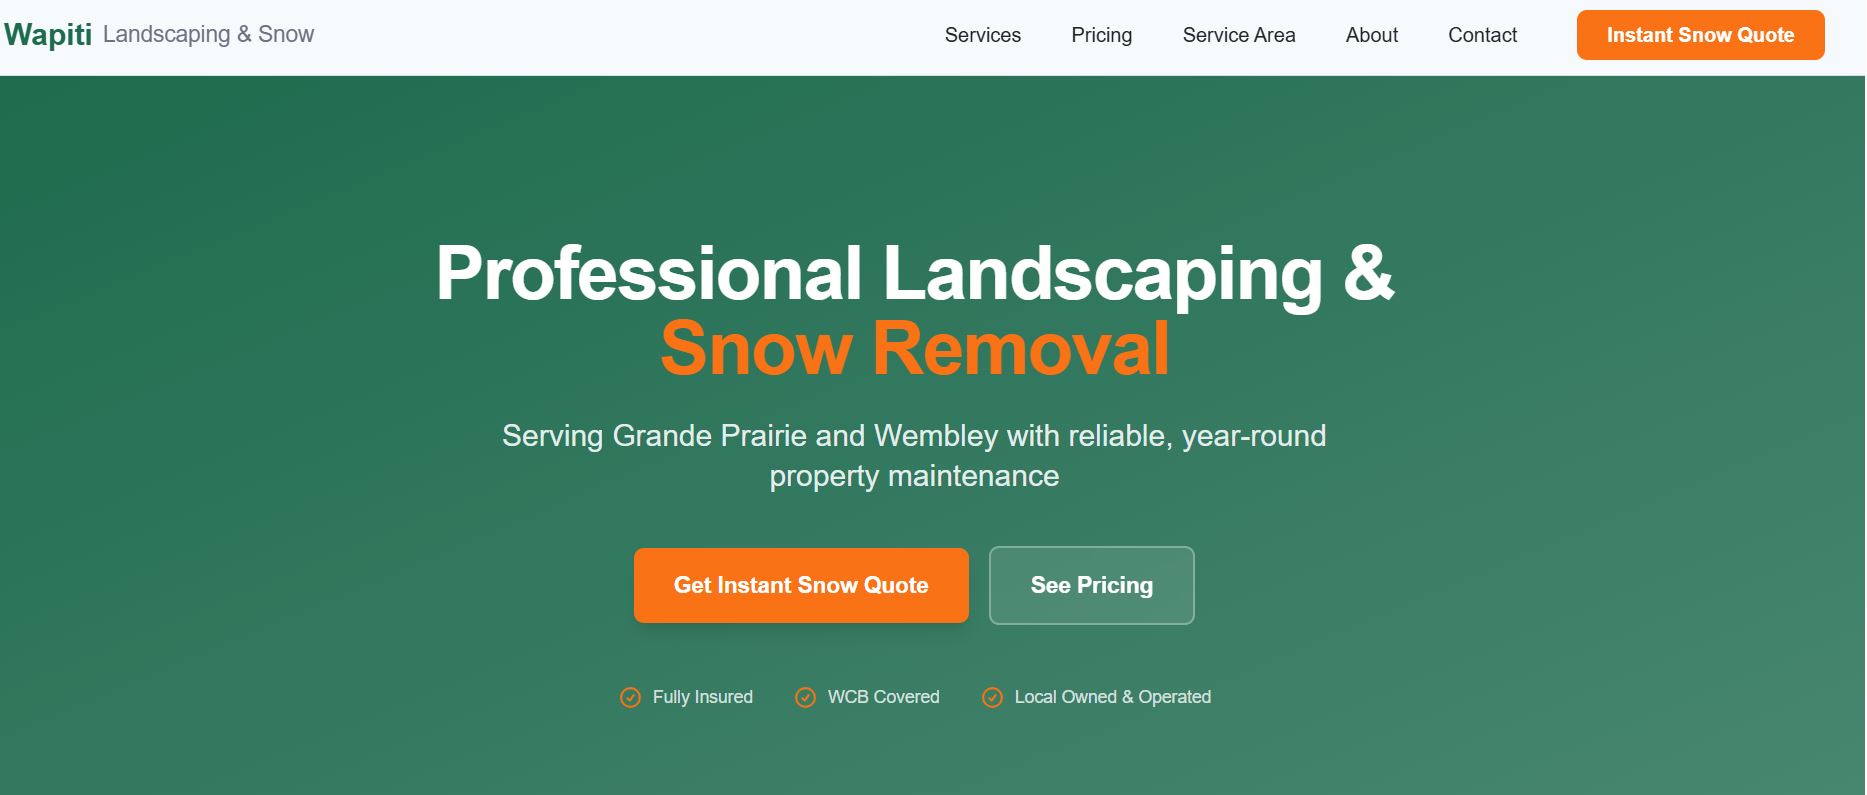 Wapiti Landscaping & Snow
Services Pricing Service Area About Contact Instant Snow Quote
Professional Landscaping &
Snow Removal
Serving Grande Prairie and Wembley with reliable, year-round
property maintenance
Get Instant Snow Quote See Pricing
Fully Insured WCB Covered Local Owned & Operated